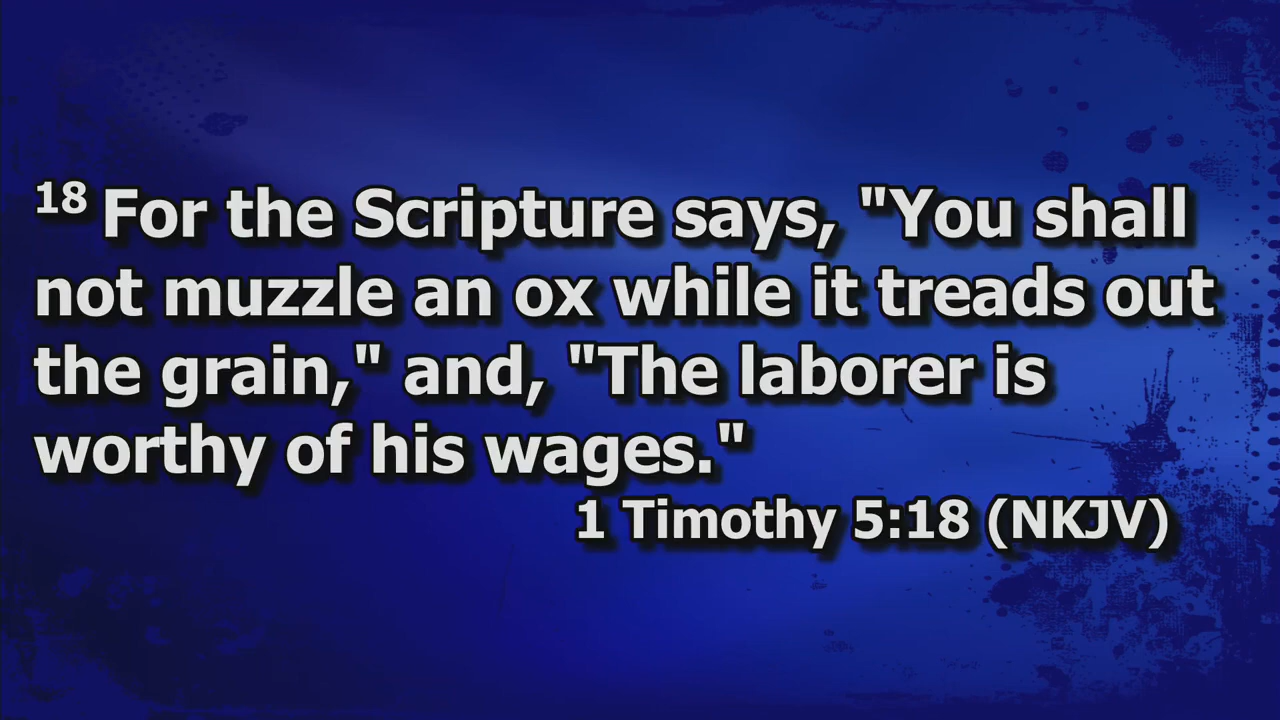 18 For the Scripture says, "You shall
not muzzle an ox while it treads out
the grain," and, "The laborer is
worthy of his wages."
1 Timothy 5:18 (NKJV)